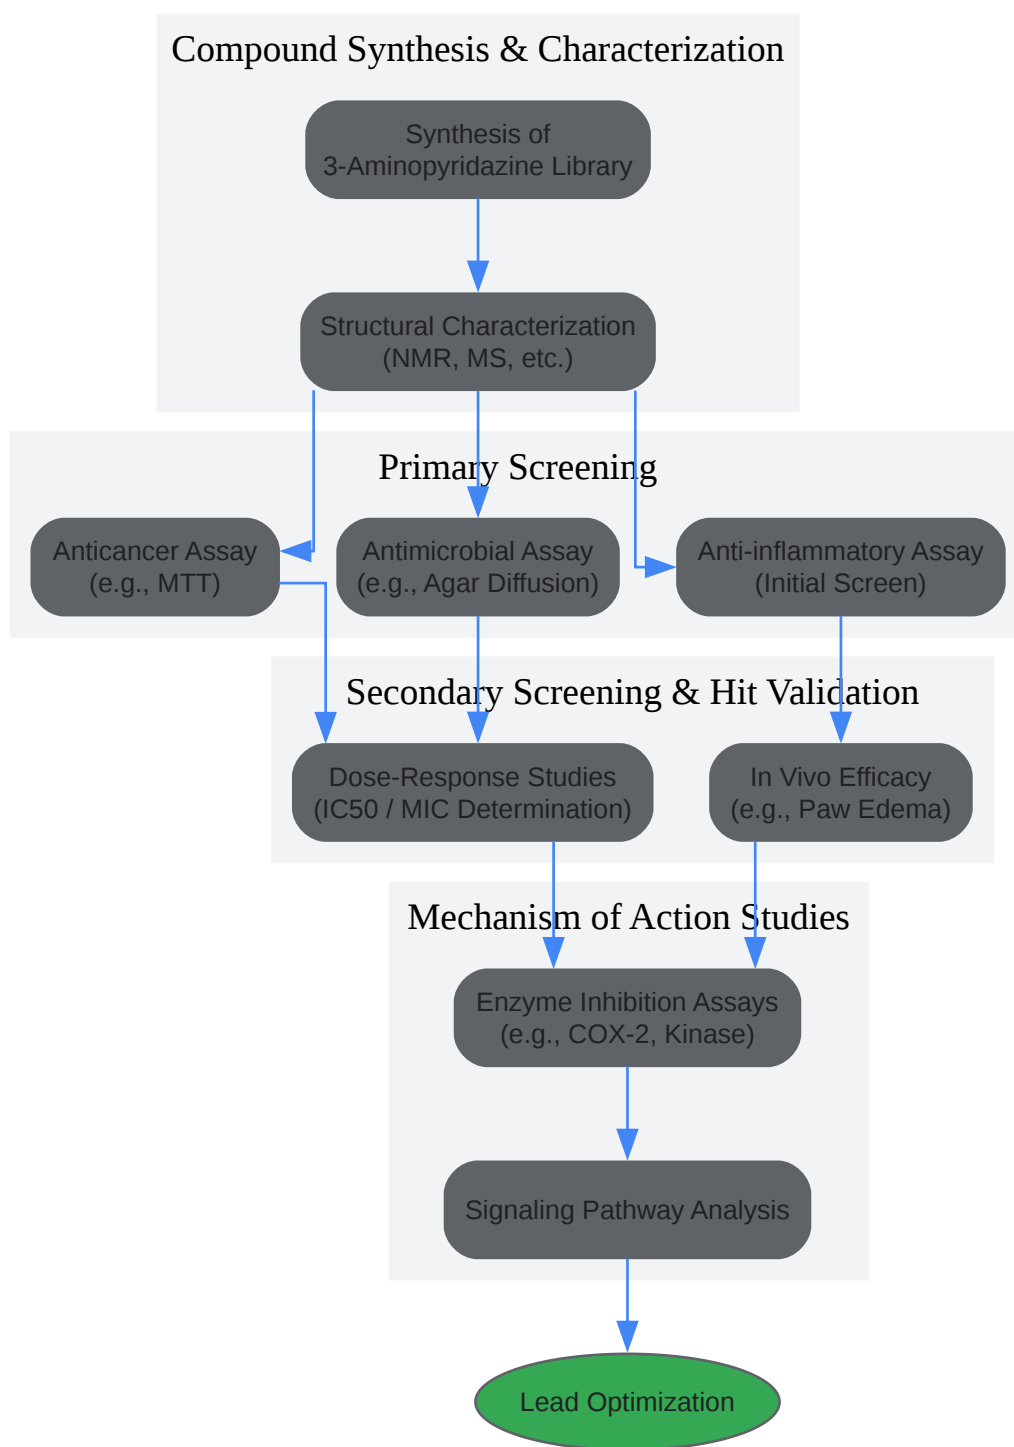 Compound Synthesis & Characterization
Synthesis of
3-Aminopyridazine Library
Structural Characterization
(NMR, MS, etc.)
Primary Screening
Anticancer Assay
(e.g., MTT)
Antimicrobial Assay
(e.g., Agar Diffusion)
Anti-inflammatory Assay
(Initial Screen)
Secondary Screening & Hit Validation
Dose-Response Studies
(IC50 / MIC Determination)
In Vivo Efficacy
(e.g., Paw Edema)
Mechanism of Action Studies
Enzyme Inhibition Assays
(e.g., COX-2, Kinase)
Signaling Pathway Analysis
Lead Optimization